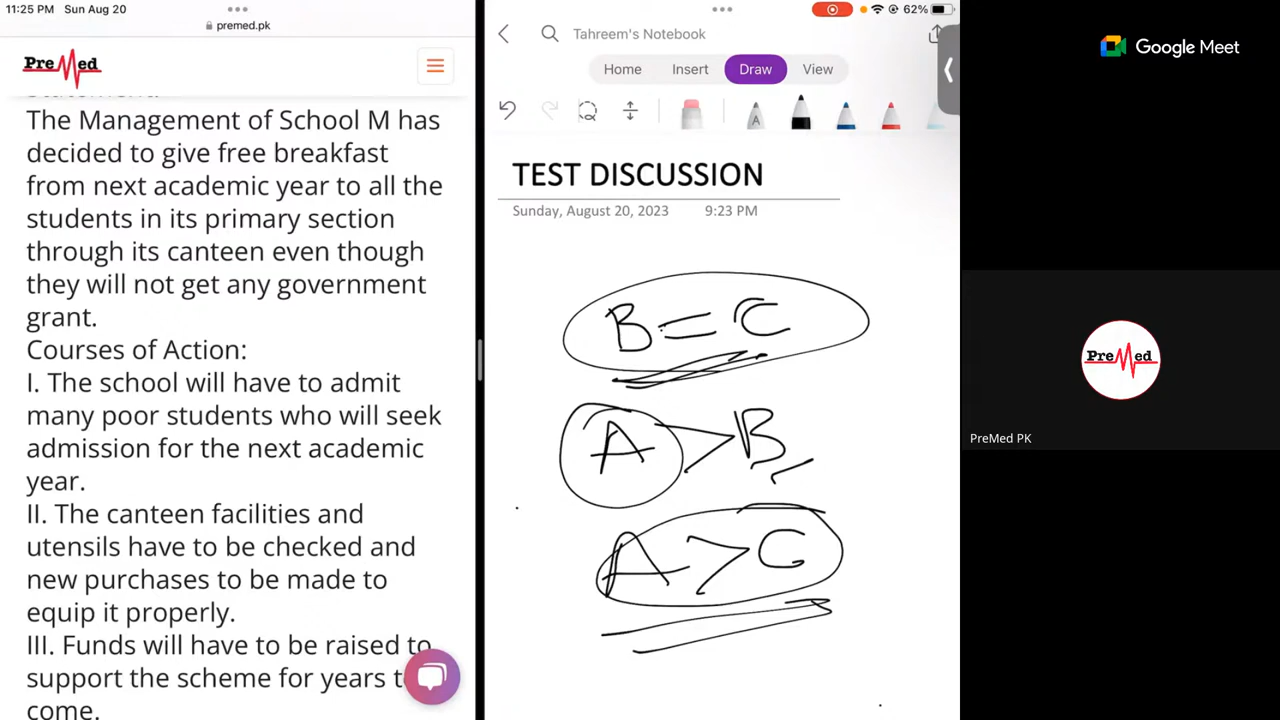 11:25 PM Sun Aug 20
premed.pk
PreMed
The Management of School M has
decided to give free breakfast
from next academic year to all the
students in its primary section
through its canteen even though
they will not get any government
grant.
Courses of Action:
I. The school will have to admit
many poor students who will seek
admission for the next academic
year.
II. The canteen facilities and
utensils have to be checked and
new purchases to be made to
equip it properly.
III. Funds will have to be raised to
support the scheme for years
come.
62%
Tahreem's Notebook
Home Insert Draw View
A
TEST DISCUSSION
Sunday, August 20, 2023 9:23 PM
B = C
A > B
A > C
Google Meet
PreMed
PreMed PK